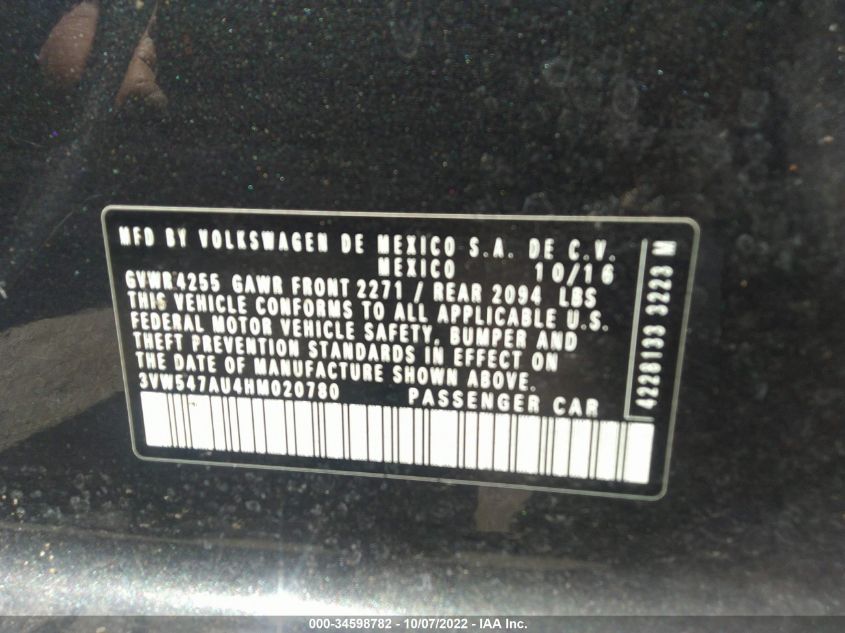 MFD BY VOLKSWAGEN DE MEXICO S.A. DE C.V.
MEXICO 10/16
GVWR 4255 GAWR FRONT 2271 / REAR 2094 LBS
THIS VEHICLE CONFORMS TO ALL APPLICABLE U.S.
FEDERAL MOTOR VEHICLE SAFETY, BUMPER AND
THEFT PREVENTION STANDARDS IN EFFECT ON
THE DATE OF MANUFACTURE SHOWN ABOVE.
3VW547AU4HM020780 PASSENGER CAR
4228133 3223 M
000-34598782 - 10/07/2022 - IAA Inc.